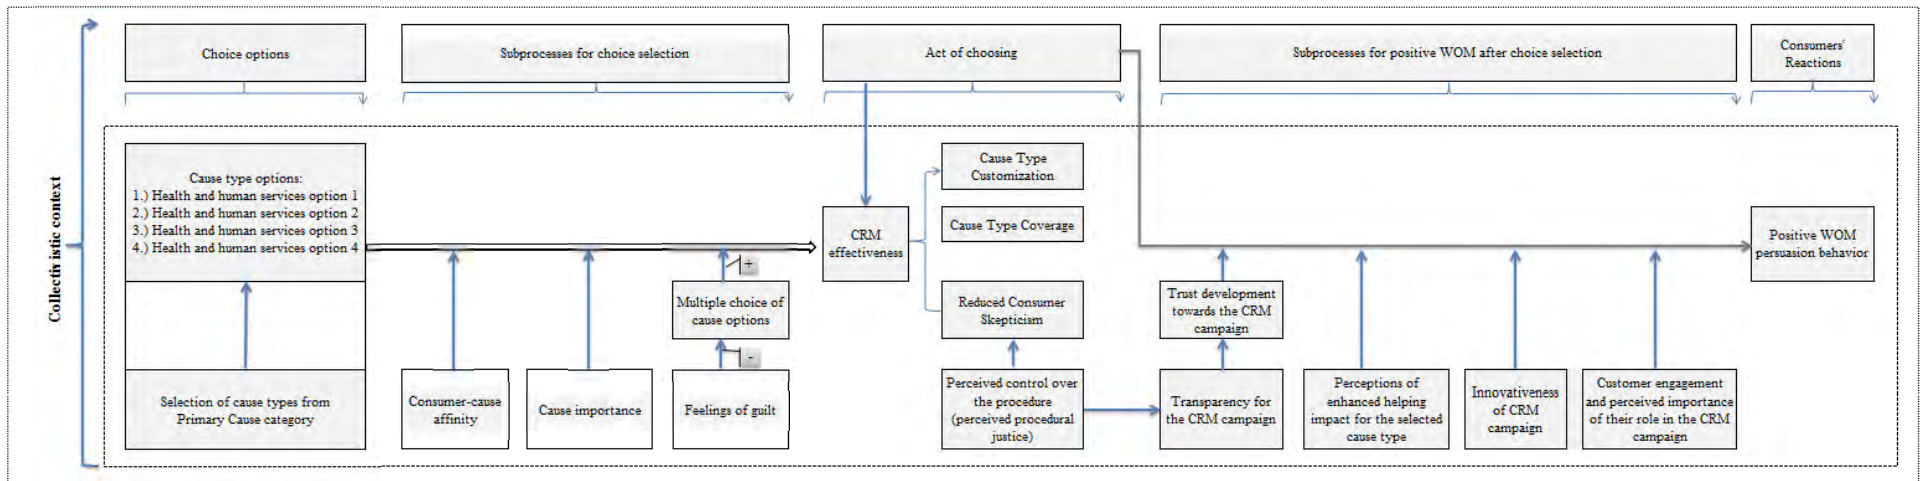 Collectivistic context
Choice options
Subprocesses for choice selection
Act of choosing
Subprocesses for positive WOM after choice selection
Consumers'
Reactions
Cause type options:
1.) Health and human services option 1
2.) Health and human services option 2
3.) Health and human services option 3
4.) Health and human services option 4
Selection of cause types from
Primary Cause category
Consumer-cause
affinity
Cause importance
+
Multiple choice of
cause options
-
Feelings of guilt
CRM
effectiveness
Cause Type
Customization
Cause Type Coverage
Reduced Consumer
Skepticism
Perceived control over
the procedure
(perceived procedural
justice)
Trust development
towards the CRM
campaign
Transparency for
the CRM campaign
Perceptions of
enhanced helping
impact for the selected
cause type
Innovativeness
of CRM
campaign
Customer engagement
and perceived importance
of their role in the CRM
campaign
Positive WOM
persuasion behavior